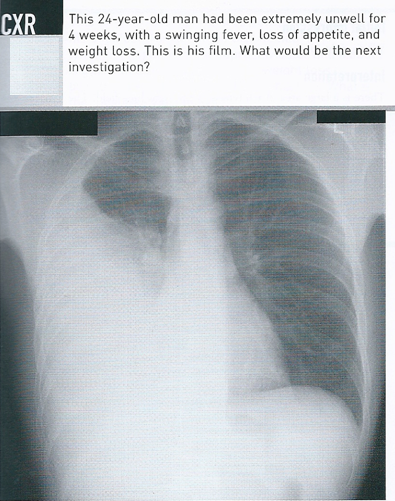 CXR
This 24-year-old man had been extremely unwell for
4 weeks, with a swinging fever, loss of appetite, and
weight loss. This is his film. What would be the next
investigation?
L